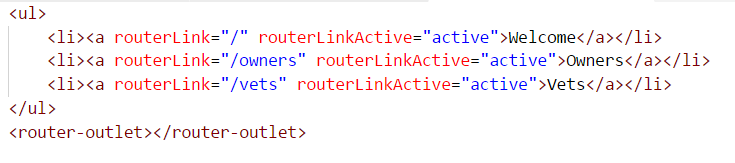 <ul>
    <li><a routerLink="/" routerLinkActive="active">Welcome</a></li>
    <li><a routerLink="/owners" routerLinkActive="active">Owners</a></li>
    <li><a routerLink="/vets" routerLinkActive="active">Vets</a></li>
</ul>
<router-outlet></router-outlet>